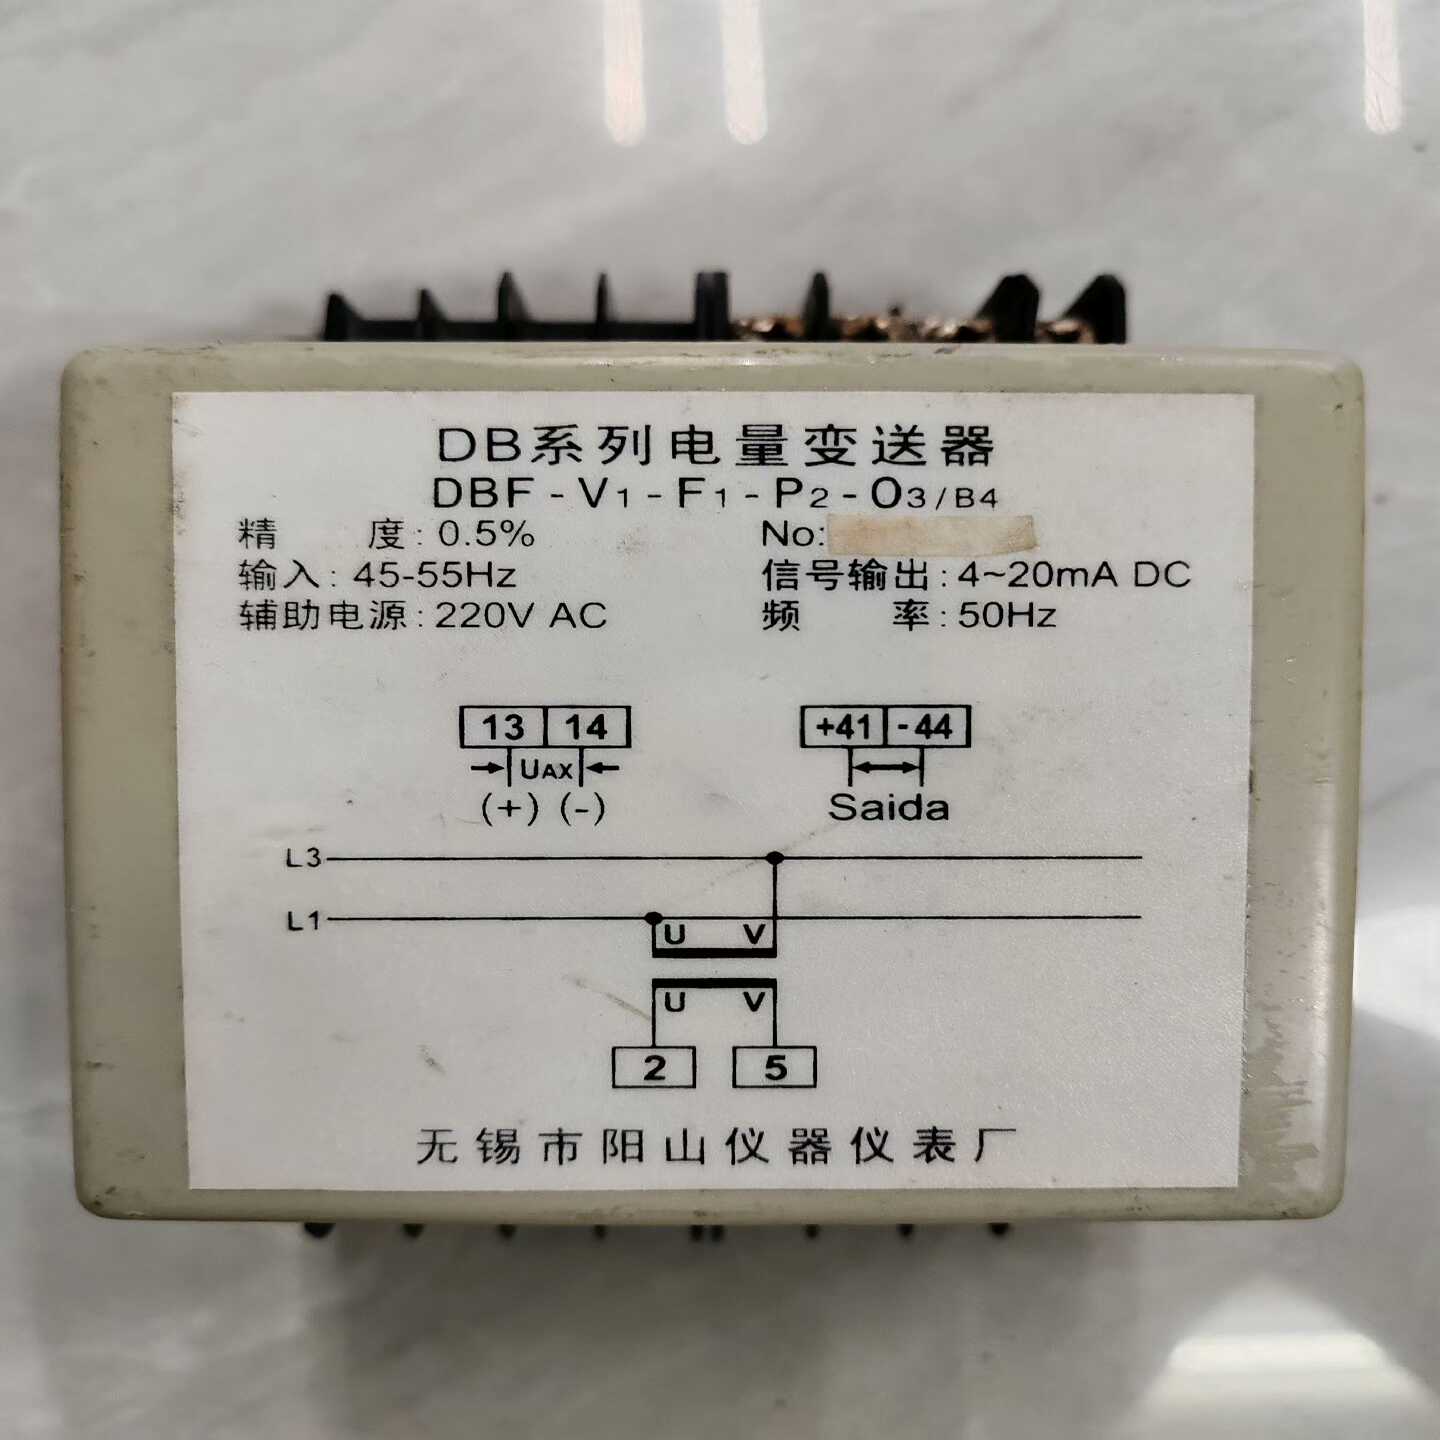 DB系列电量变送器
DBF-V1-F1-P2-O3/B4
精 度: 0.5% No:
输入: 45-55Hz 信号输出: 4~20mA DC
辅助电源: 220V AC 频 率: 50Hz
13 14 +41 -44
UAX
(+) (-) Saida
L3
L1
U V
U V
2 5
无锡市阳山仪器仪表厂